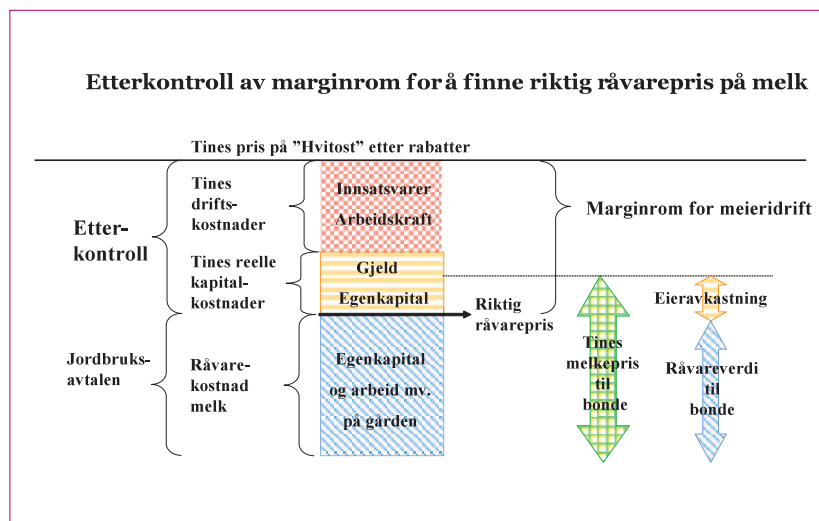 Etterkontroll av marginrom for å finne riktig råvarepris på melk
Tines pris på ”Hvitost” etter rabatter
Etter-
kontroll
Tines
drifts-
kostnader
Innsatsvarer
Arbeidskraft
Marginrom for meieridrift
Tines reelle
kapital-
kostnader
Gjeld
Egenkapital
Riktig
råvarepris
Eieravkastning
Jordbruks-
avtalen
Råvare-
kostnad
melk
Egenkapital
og arbeid mv.
på gården
Tines
melkepris
til
bonde
Råvareverdi
til
bonde